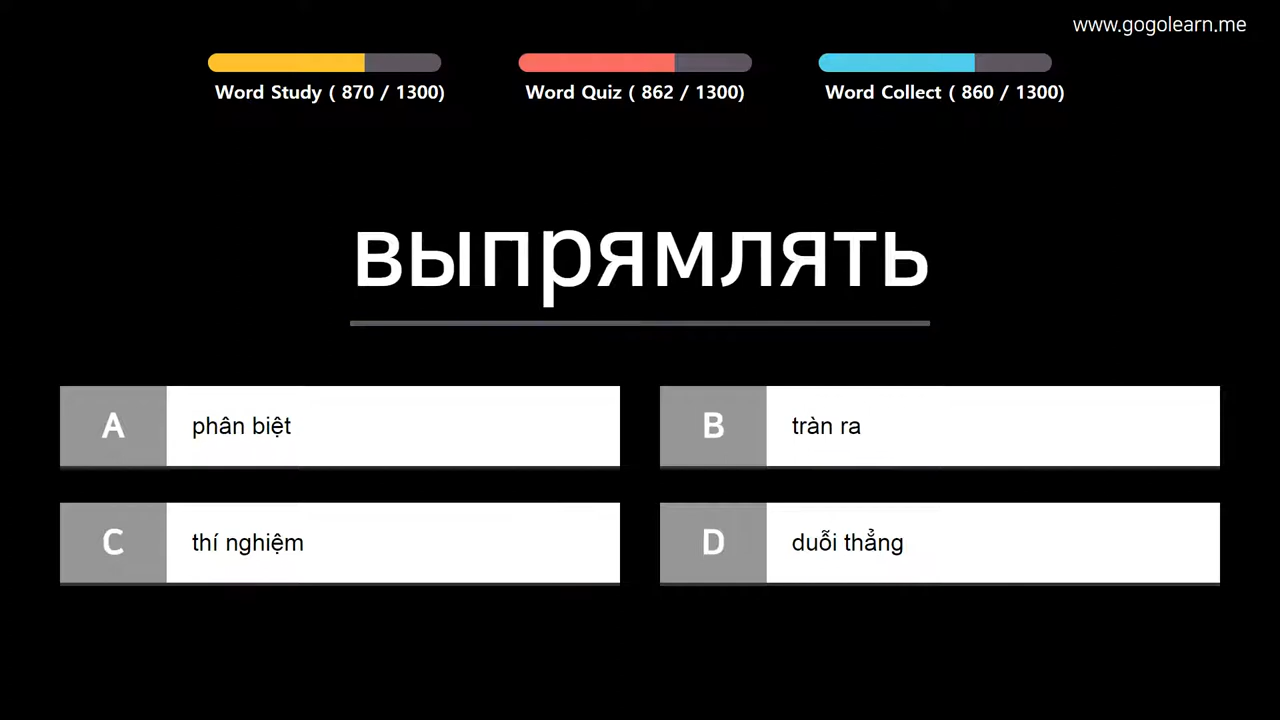 www.gogolearn.me
Word Study ( 870 / 1300)
Word Quiz ( 862 / 1300)
Word Collect ( 860 / 1300)
выпрямлять
A phân biệt
B tràn ra
C thí nghiệm
D duỗi thẳng